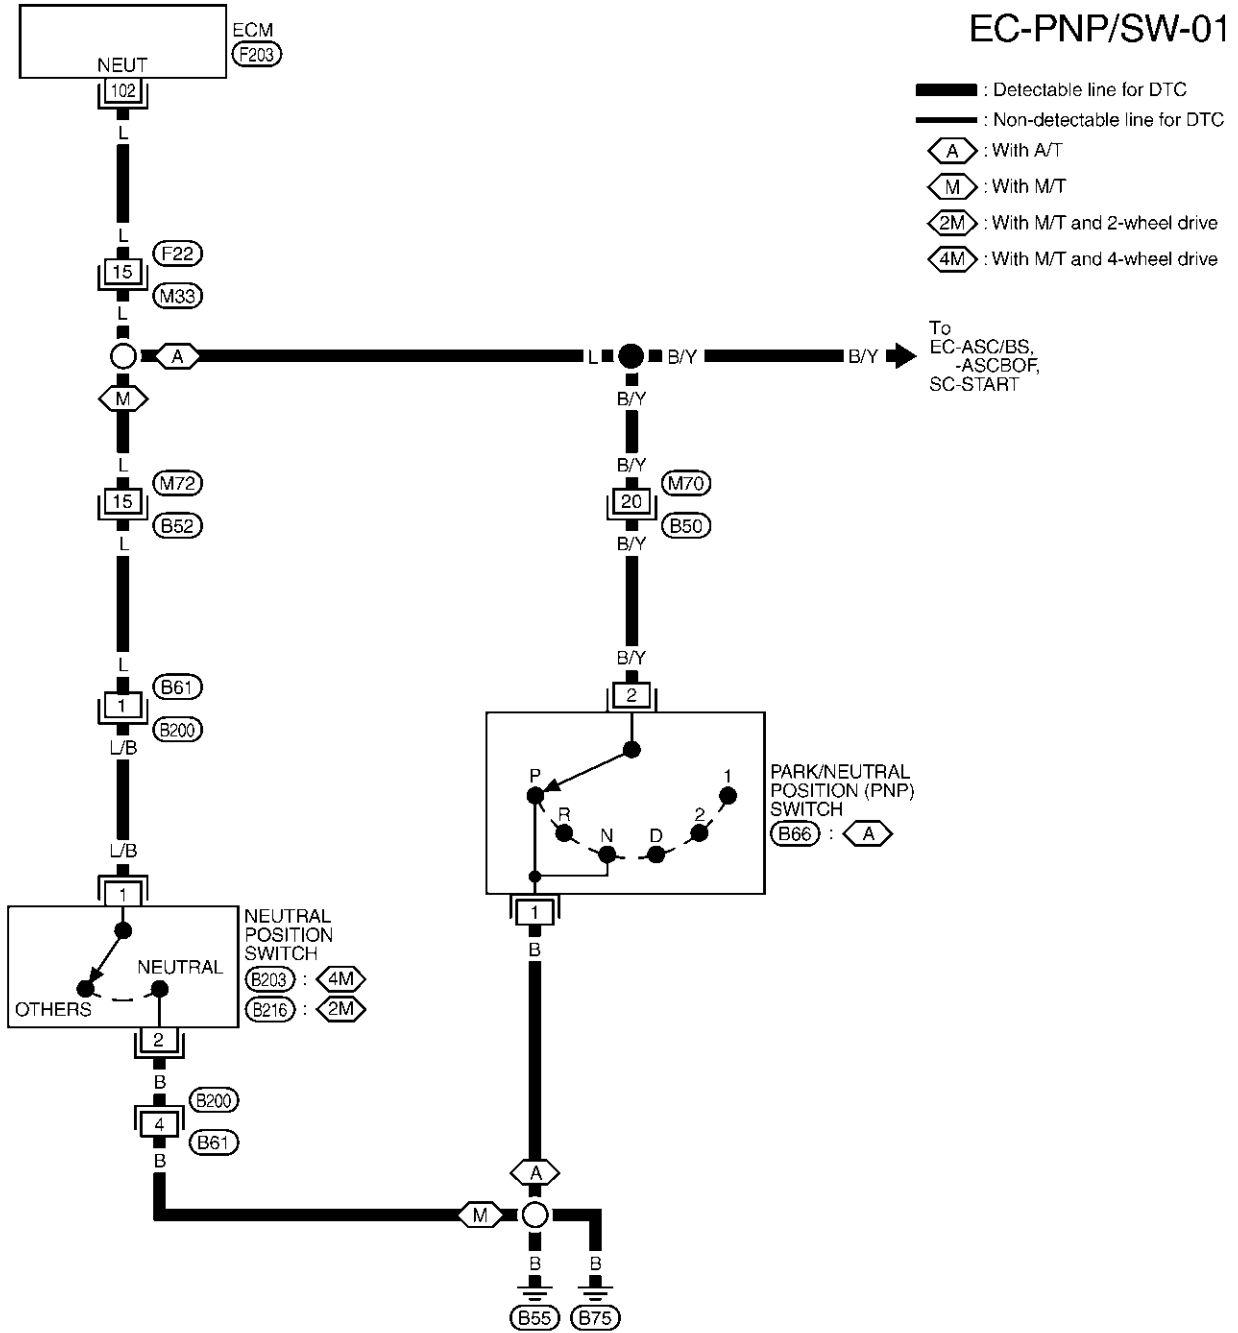 EC-PNP/SW-01
ECM
F203
NEUT
102
: Detectable line for DTC
: Non-detectable line for DTC
A : With A/T
M : With M/T
2M : With M/T and 2-wheel drive
4M : With M/T and 4-wheel drive
L
L
15
F22
M33
L
A
L
B/Y
B/Y
To
EC-ASC/BS,
-ASCBOF,
SC-START
M
B/Y
L
B/Y
15
M72
B52
20
M70
B50
L
B/Y
L
B/Y
1
B61
B200
2
L/B
P
R
N
D
2
1
PARK/NEUTRAL
POSITION (PNP)
SWITCH
B66 : A
L/B
1
1
B
NEUTRAL
POSITION
SWITCH
B203 : 4M
B216 : 2M
NEUTRAL
OTHERS
2
B
B200
4
B61
B
A
M
B
B
B55
B75